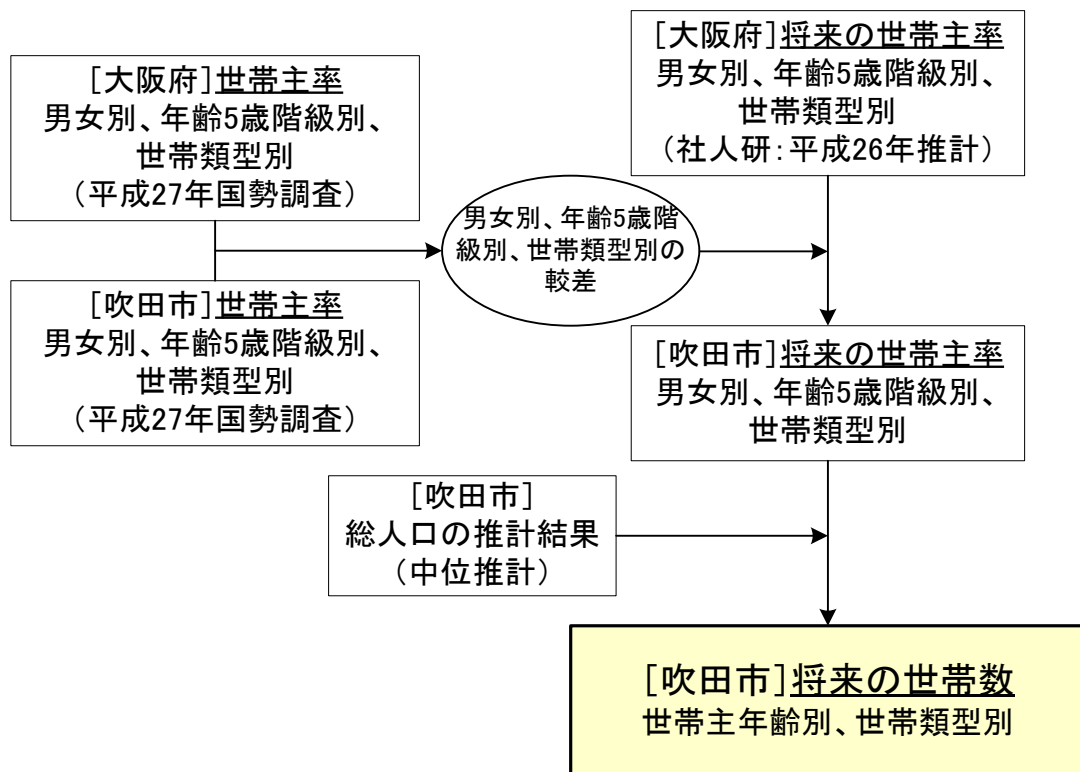 [大阪府]世帯主率
男女別、年齢5歳階級別、
世帯類型別
（平成27年国勢調査）
[大阪府]将来の世帯主率
男女別、年齢5歳階級別、
世帯類型別
（社人研：平成26年推計）
男女別、年齢5歳階
級別、世帯類型別の
較差
[吹田市]世帯主率
男女別、年齢5歳階級別、
世帯類型別
（平成27年国勢調査）
[吹田市]将来の世帯主率
男女別、年齢5歳階級別、
世帯類型別
[吹田市]
総人口の推計結果
（中位推計）
[吹田市]将来の世帯数
世帯主年齢別、世帯類型別